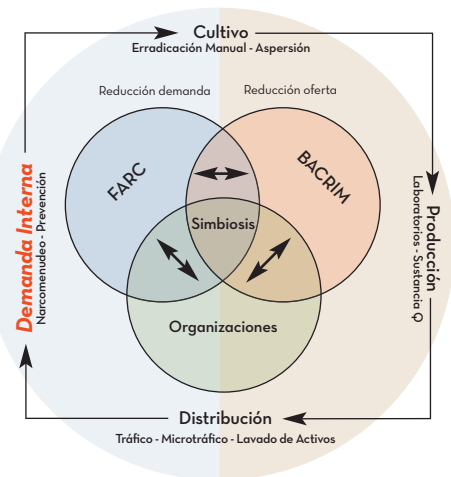 Cultivo
Erradicación Manual - Aspersión
Reducción demanda
Reducción oferta
FARC
BACRIM
Simbiosis
Organizaciones
Demanda Interna
Narcomenudeo - Prevención
Producción
Laboratorios - Sustancia Q
Distribución
Tráfico - Microtráfico - Lavado de Activos